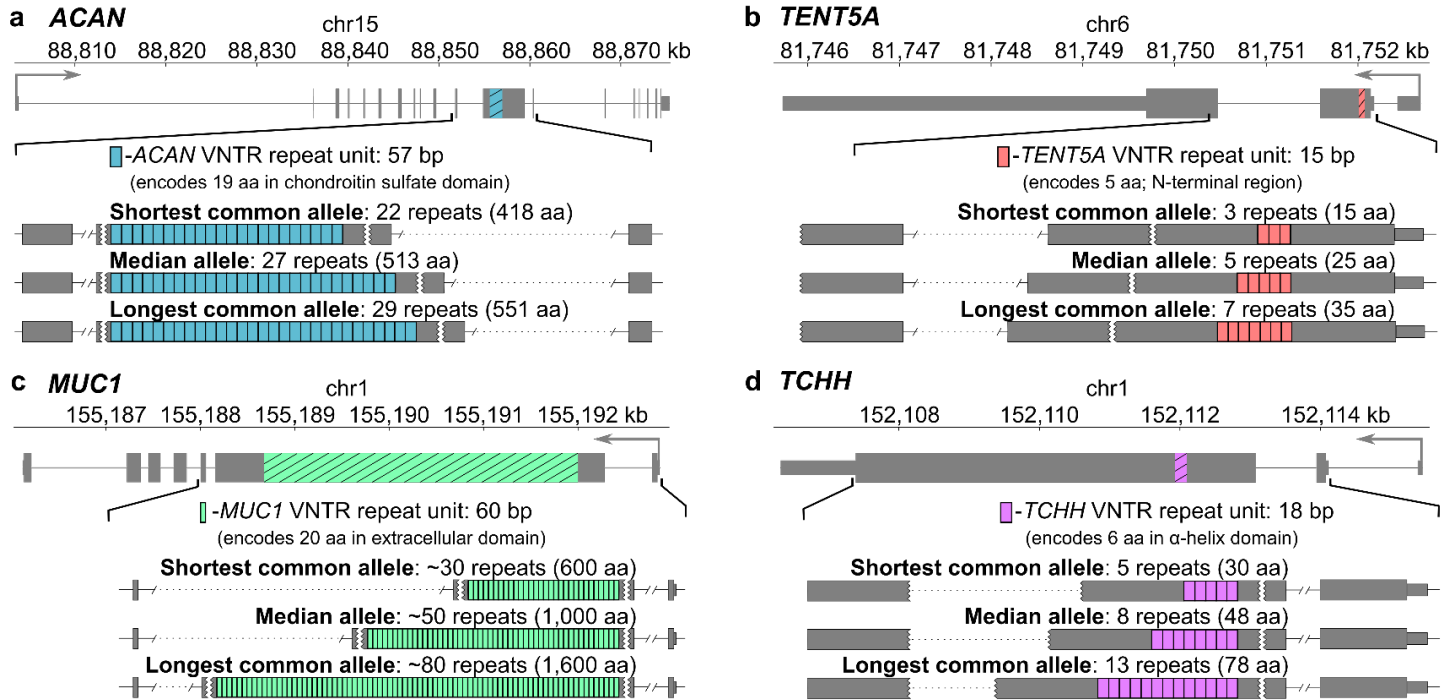 a ACAN
chr15
88,810 88,820 88,830 88,840 88,850 88,860 88,870 kb
-ACAN VNTR repeat unit: 57 bp
(encodes 19 aa in chondroitin sulfate domain)
Shortest common allele: 22 repeats (418 aa)
Median allele: 27 repeats (513 aa)
Longest common allele: 29 repeats (551 aa)
b TENT5A
chr6
81,746 81,747 81,748 81,749 81,750 81,751 81,752 kb
-TENT5A VNTR repeat unit: 15 bp
(encodes 5 aa; N-terminal region)
Shortest common allele: 3 repeats (15 aa)
Median allele: 5 repeats (25 aa)
Longest common allele: 7 repeats (35 aa)
c MUC1
chr1
155,187 155,188 155,189 155,190 155,191 155,192 kb
-MUC1 VNTR repeat unit: 60 bp
(encodes 20 aa in extracellular domain)
Shortest common allele: ~30 repeats (600 aa)
Median allele: ~50 repeats (1,000 aa)
Longest common allele: ~80 repeats (1,600 aa)
d TCHH
chr1
152,108 152,110 152,112 152,114 kb
-TCHH VNTR repeat unit: 18 bp
(encodes 6 aa in α-helix domain)
Shortest common allele: 5 repeats (30 aa)
Median allele: 8 repeats (48 aa)
Longest common allele: 13 repeats (78 aa)